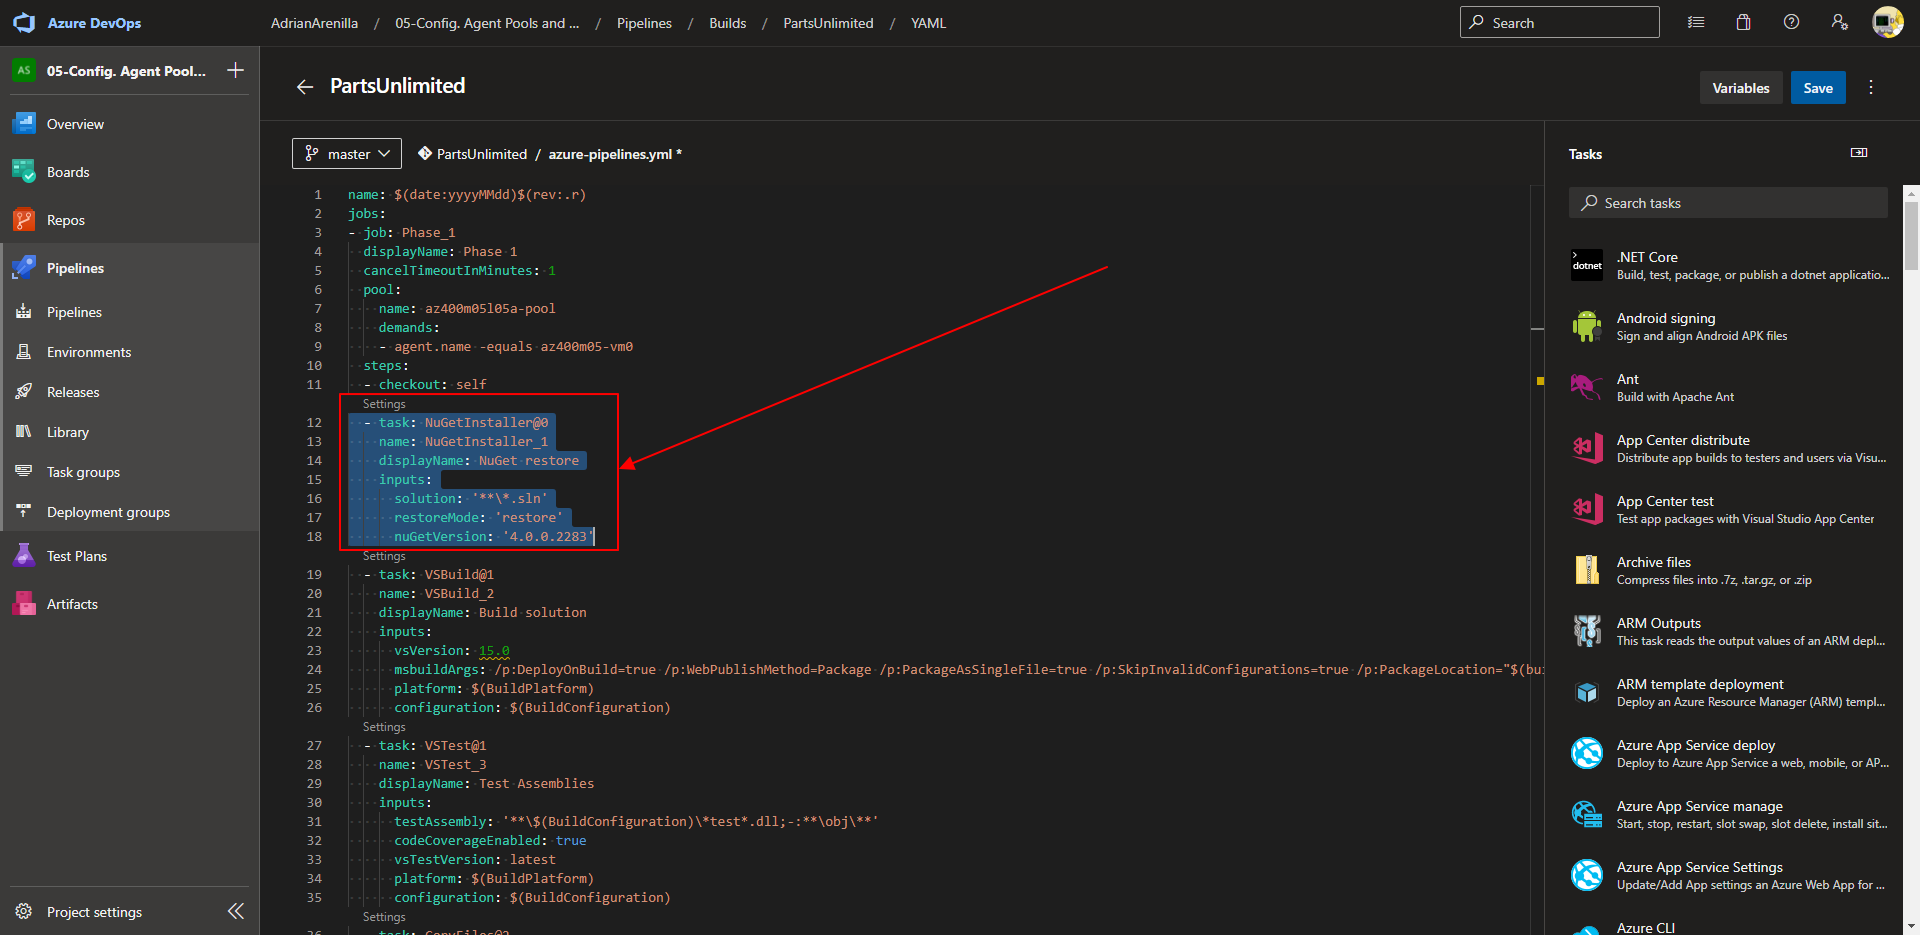 Azure DevOps
AdrianArenilla / 05-Config. Agent Pools and ... / Pipelines / Builds / PartsUnlimited / YAML
Search
AS 05-Config. Agent Pool...
Overview
Boards
Repos
Pipelines
Pipelines
Environments
Releases
Library
Task groups
Deployment groups
Test Plans
Artifacts
Project settings
PartsUnlimited
Variables
Save
master
PartsUnlimited / azure-pipelines.yml *
1 name: $(date:yyyyMMdd)$(rev:.r)
2 jobs:
3 - job: Phase_1
4 displayName: Phase 1
5 cancelTimeoutInMinutes: 1
6 pool:
7 name: az400m05l05a-pool
8 demands:
9 - agent.name -equals az400m05-vm0
10 steps:
11 - checkout: self
Settings
12 - task: NuGetInstaller@0
13 name: NuGetInstaller_1
14 displayName: NuGet restore
15 inputs:
16 solution: '**\*.sln'
17 restoreMode: 'restore'
18 nuGetVersion: '4.0.0.2283'
Settings
19 - task: VSBuild@1
20 name: VSBuild_2
21 displayName: Build solution
22 inputs:
23 vsVersion: 15.0
24 msbuildArgs: /p:DeployOnBuild=true /p:WebPublishMethod=Package /p:PackageAsSingleFile=true /p:SkipInvalidConfigurations=true /p:PackageLocation="$(bui
25 platform: $(BuildPlatform)
26 configuration: $(BuildConfiguration)
Settings
27 - task: VSTest@1
28 name: VSTest_3
29 displayName: Test Assemblies
30 inputs:
31 testAssembly: '**\$(BuildConfiguration)\*test*.dll;-:**\obj\**'
32 codeCoverageEnabled: true
33 vsTestVersion: latest
34 platform: $(BuildPlatform)
35 configuration: $(BuildConfiguration)
Settings
36 - task: CopyFiles@2
Tasks
Search tasks
dotnet
.NET Core
Build, test, package, or publish a dotnet applicatio...
Android signing
Sign and align Android APK files
Ant
Build with Apache Ant
App Center distribute
Distribute app builds to testers and users via Visu...
App Center test
Test app packages with Visual Studio App Center
Archive files
Compress files into .7z, .tar.gz, or .zip
ARM Outputs
This task reads the output values of an ARM depl...
ARM template deployment
Deploy an Azure Resource Manager (ARM) templ...
Azure App Service deploy
Deploy to Azure App Service a web, mobile, or AP...
Azure App Service manage
Start, stop, restart, slot swap, slot delete, install sit...
Azure App Service Settings
Update/Add App settings an Azure Web App for ...
Azure CLI